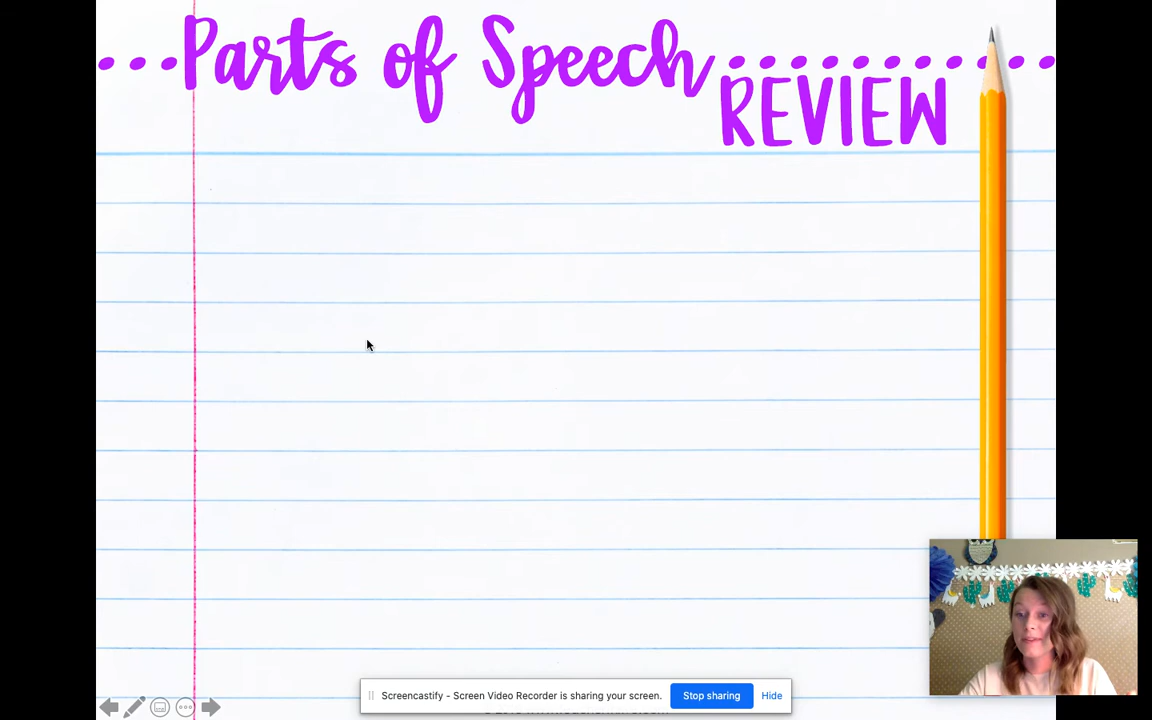 Parts of Speech
REVIEW
Screencastify - Screen Video Recorder is sharing your screen.
Stop sharing
Hide